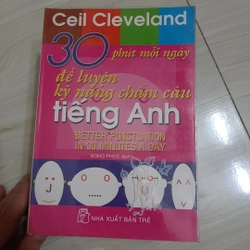 Ceil Cleveland
30 phút mỗi ngày
để luyện
kỹ năng chấm câu
tiếng Anh
BETTER PUNCTUATION
IN 30 MINUTES A DAY
NHÀ XUẤT BẢN TRẺ